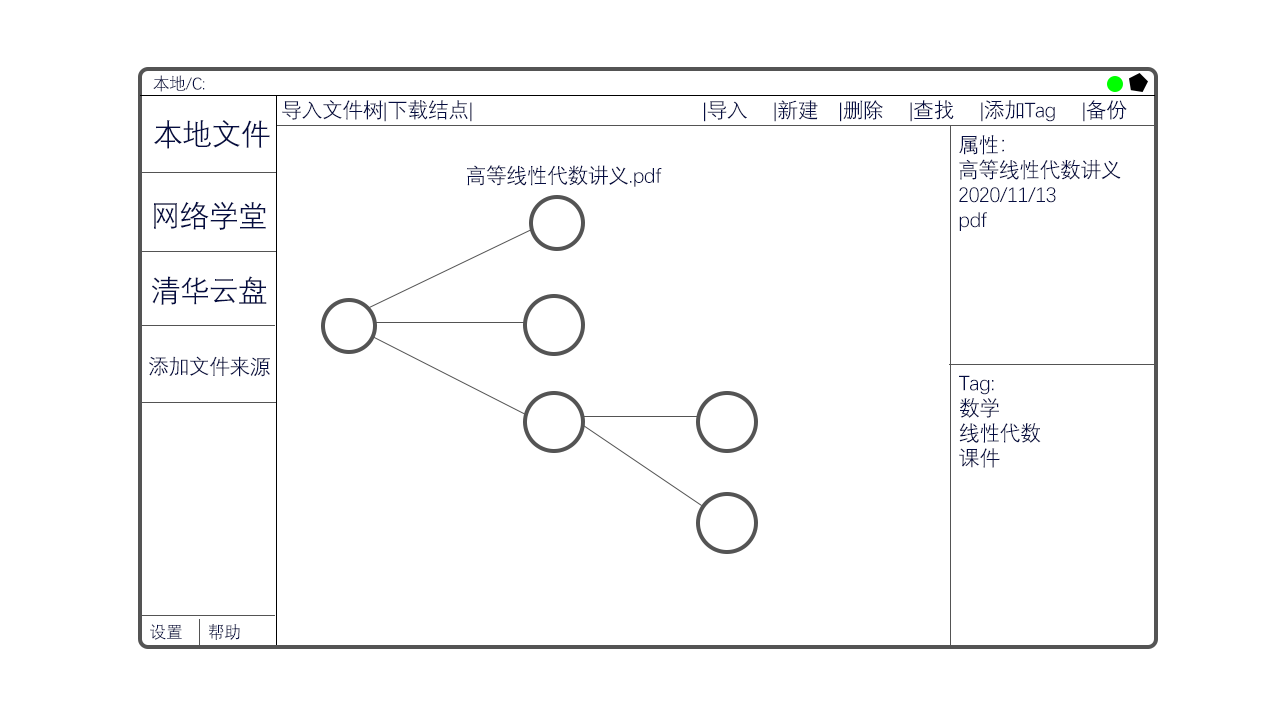 本地/C:
导入文件树|下载结点| |导入 |新建 |删除 |查找 |添加Tag |备份
本地文件
网络学堂
清华云盘
添加文件来源
设置 帮助
高等线性代数讲义.pdf
属性:
高等线性代数讲义
2020/11/13
pdf
Tag:
数学
线性代数
课件